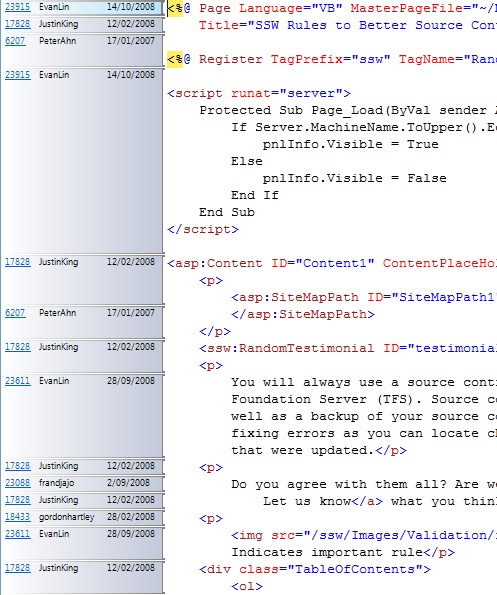 23915 EvanLin 14/10/2008 <%@ Page Language="VB" MasterPageFile="~/
17828 JustinKing 12/02/2008 Title="SSW Rules to Better Source Con
6207 PeterAhn 17/01/2007
<%@ Register TagPrefix="ssw" TagName="Ran
23915 EvanLin 14/10/2008
<script runat="server">
Protected Sub Page_Load(ByVal sender
If Server.MachineName.ToUpper().E
pnlInfo.Visible = True
Else
pnlInfo.Visible = False
End If
End Sub
</script>
17828 JustinKing 12/02/2008 <asp:Content ID="Content1" ContentPlaceHo
<p>
<asp:SiteMapPath ID="SiteMapPath1"
6207 PeterAhn 17/01/2007 </asp:SiteMapPath>
</p>
17828 JustinKing 12/02/2008 <ssw:RandomTestimonial ID="testimonia
<p>
23611 EvanLin 28/09/2008 You will always use a source cont
Foundation Server (TFS). Source c
well as a backup of your source c
fixing errors as you can locate c
that were updated.</p>
17828 JustinKing 12/02/2008 <p>
23088 frandjajo 2/09/2008 Do you agree with them all? Are w
17828 JustinKing 12/02/2008 Let us know</a> what you thin
18433 gordonhartley 28/02/2008 <p>
23611 EvanLin 28/09/2008 <img src="/ssw/Images/Validation/
Indicates important rule</p>
17828 JustinKing 12/02/2008 <div class="TableOfContents">
<ol>